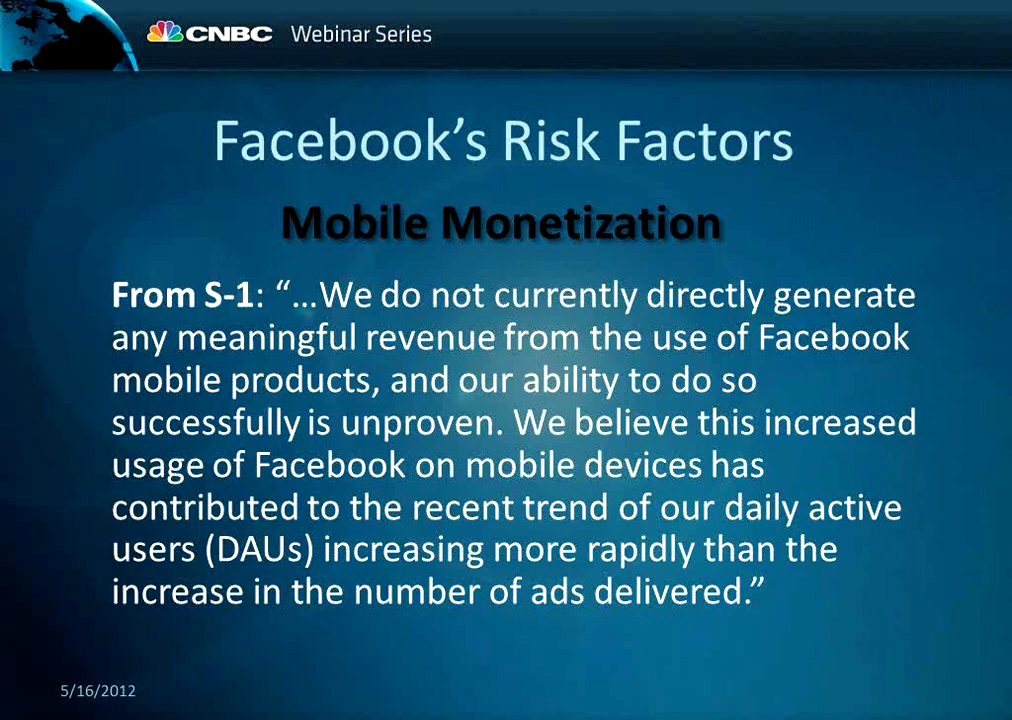 CNBC Webinar Series
Facebook’s Risk Factors
Mobile Monetization
From S-1: “…We do not currently directly generate
any meaningful revenue from the use of Facebook
mobile products, and our ability to do so
successfully is unproven. We believe this increased
usage of Facebook on mobile devices has
contributed to the recent trend of our daily active
users (DAUs) increasing more rapidly than the
increase in the number of ads delivered.”
5/16/2012